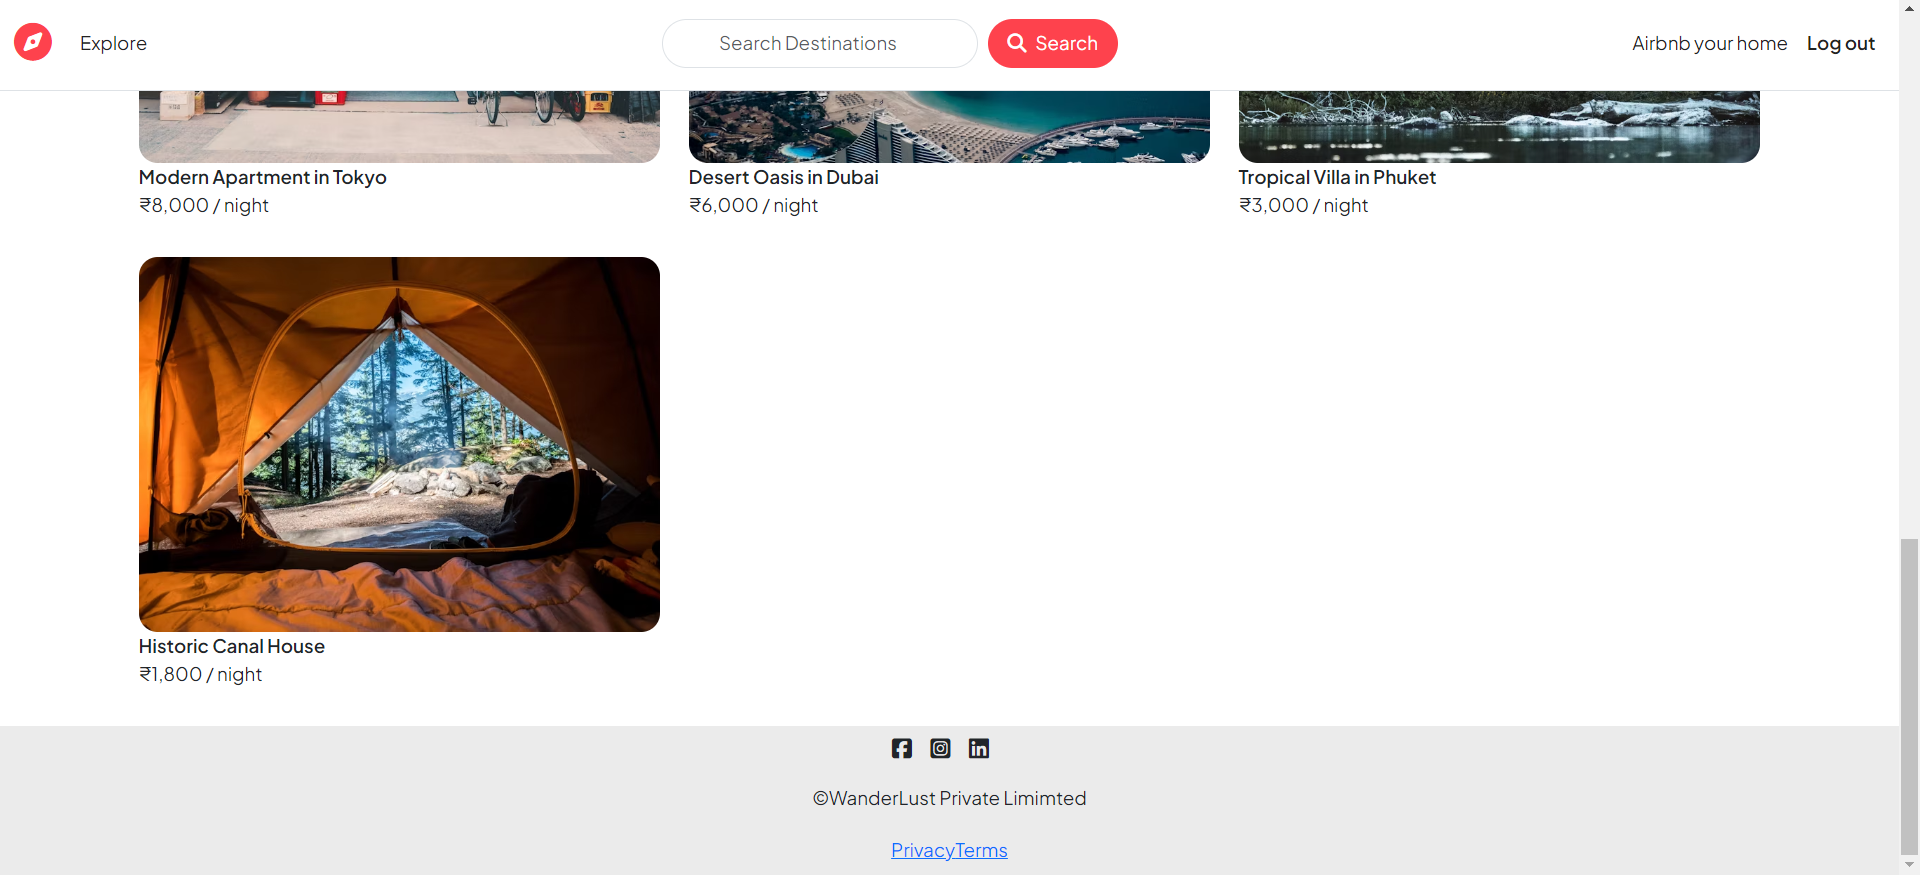 Explore
Search Destinations
Search
Airbnb your home
Log out
Modern Apartment in Tokyo
₹8,000 / night
Desert Oasis in Dubai
₹6,000 / night
Tropical Villa in Phuket
₹3,000 / night
Historic Canal House
₹1,800 / night
©WanderLust Private Limimted
PrivacyTerms